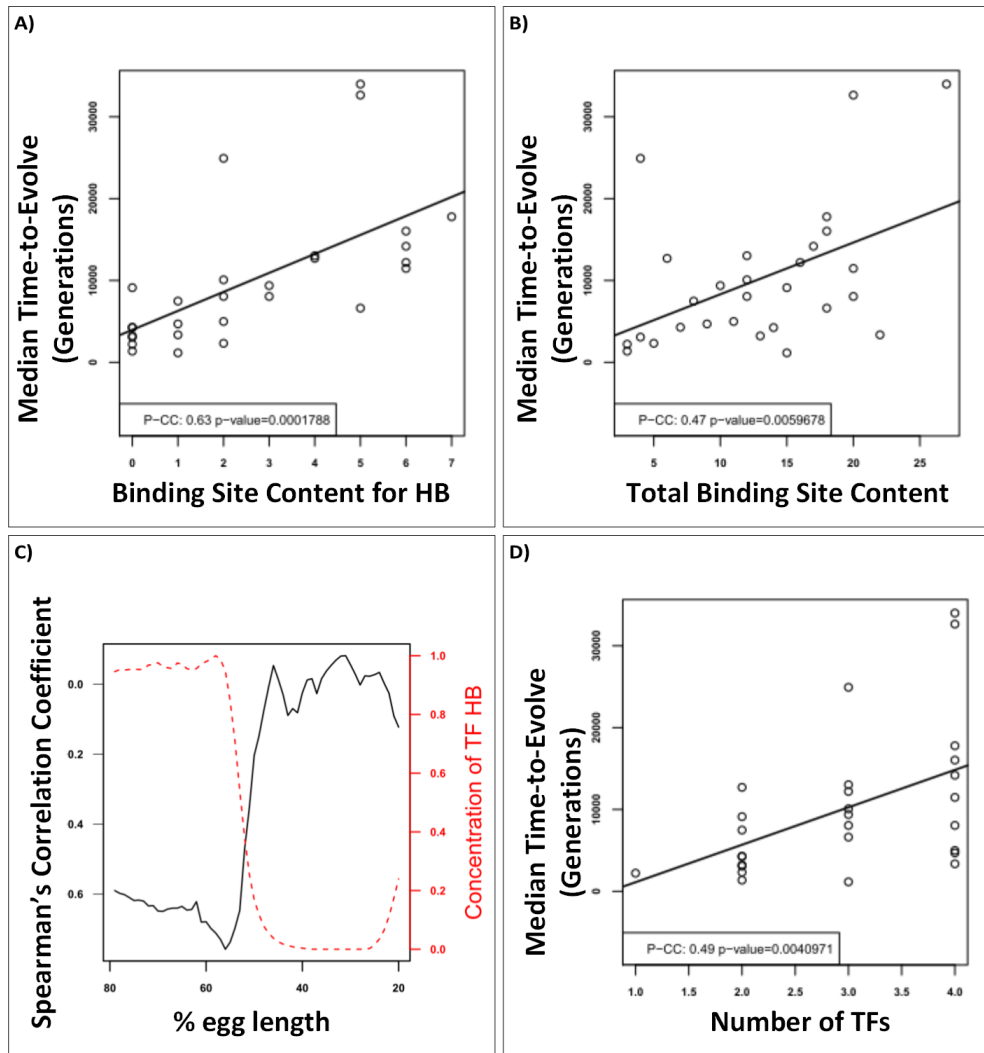 A)
Median Time-to-Evolve
(Generations)
30000
20000
10000
0
P-CC: 0.63 p-value=0.0001788
0 1 2 3 4 5 6 7
Binding Site Content for HB
B)
Median Time-to-Evolve
(Generations)
30000
20000
10000
0
P-CC: 0.47 p-value=0.0059678
5 10 15 20 25
Total Binding Site Content
C)
Spearman's Correlation Coefficient
0.0
0.2
0.4
0.6
1.0
0.8
0.6
0.4
0.2
0.0
Concentration of TF HB
80 60 40 20
% egg length
D)
Median Time-to-Evolve
(Generations)
30000
20000
10000
0
P-CC: 0.49 p-value=0.0040971
1.0 1.5 2.0 2.5 3.0 3.5 4.0
Number of TFs